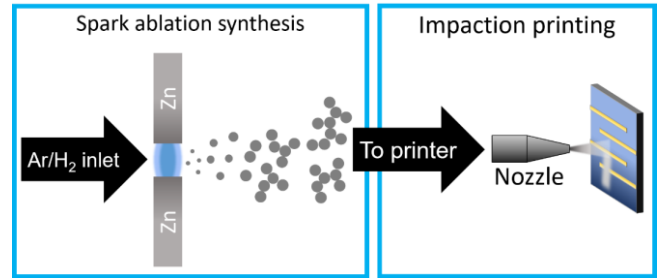 Spark ablation synthesis
Impaction printing
Zn
Ar/H₂ inlet
To printer
Nozzle
Zn